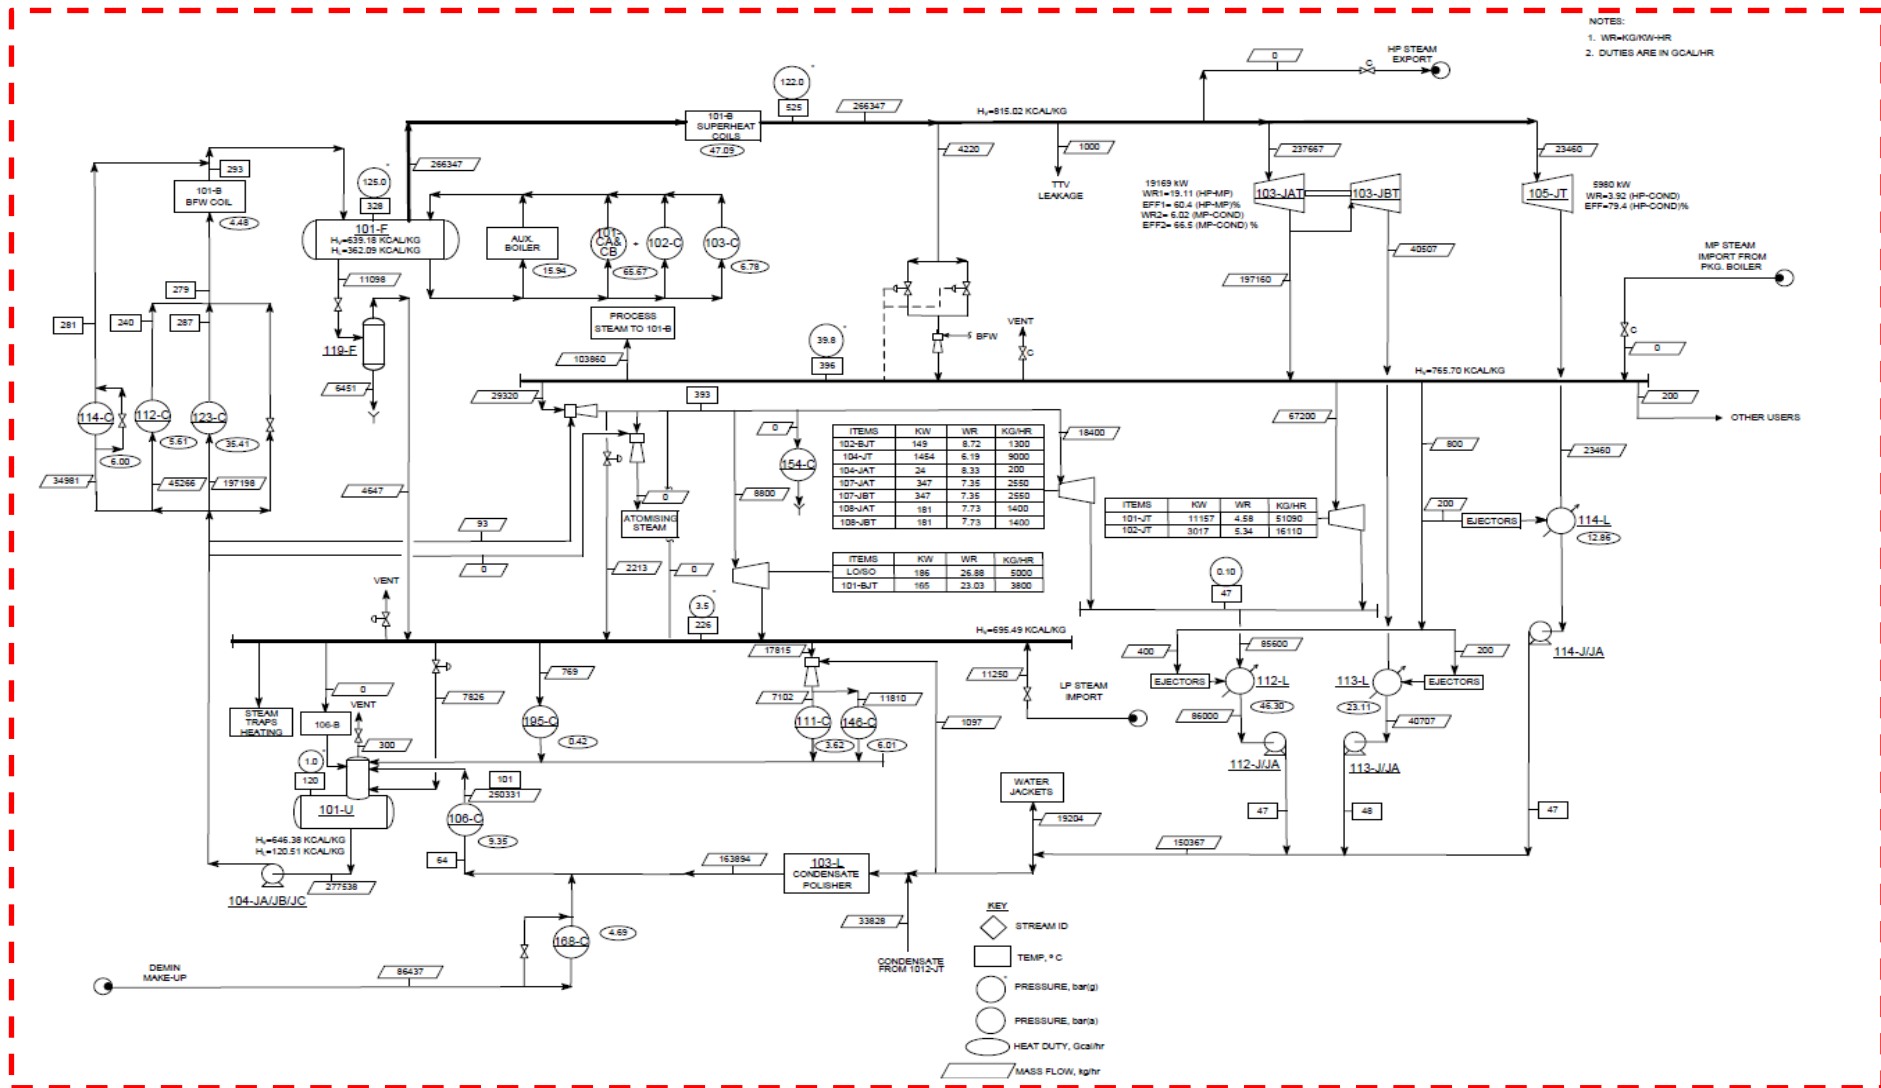 NOTES:
1. WR=KG/KW-HR
2. DUTIES ARE IN GCAL/HR
0
HP STEAM
EXPORT
C
122.0
525
266347
H =815.02 KCAL/KG
101-B
SUPERHEAT
COILS
47.09
266347
4220
1000
TTV
LEAKAGE
237667
23460
19169 kW
WR1=19.11 (HP-MP)
EFF1= 60.4 (HP-MP)%
WR2= 6.02 (MP-COND)
EFF2= 66.5 (MP-COND) %
103-JAT
103-JBT
105-JT
5980 kW
WR=3.92 (HP-COND)
EFF=79.4 (HP-COND)%
40507
197160
MP STEAM
IMPORT FROM
PKG. BOILER
C
0
293
101-B
BFW COIL
4.48
125.0
328
101-F
H =639.18 KCAL/KG
H =362.09 KCAL/KG
11098
AUX.
BOILER
15.94
101-
CA&
CB
+
65.67
102-C
103-C
6.78
279
281
240
287
119-F
6451
PROCESS
STEAM TO 101-B
103860
39.8
396
BFW
VENT
C
H =765.70 KCAL/KG
200
OTHER USERS
114-C
6.00
112-C
5.61
123-C
35.41
34981
45266
197198
4647
29320
393
0
154-C
8800
18400
67200
800
23460
ITEMS KW WR KG/HR
102-BJT 149 8.72 1300
104-JT 1454 6.19 9000
104-JAT 24 8.33 200
107-JAT 347 7.35 2550
107-JBT 347 7.35 2550
108-JAT 181 7.73 1400
108-JBT 181 7.73 1400
ITEMS KW WR KG/HR
101-JT 11157 4.58 51090
102-JT 3017 5.34 16110
200
EJECTORS
114-L
12.86
0
ATOMISING
STEAM
93
0
2213
0
ITEMS KW WR KG/HR
LO/SO 186 26.88 5000
101-BJT 165 23.03 3800
0.10
47
VENT
3.5
226
H =695.49 KCAL/KG
17815
11250
LP STEAM
IMPORT
400
85600
EJECTORS
112-L
46.30
86000
112-J/JA
113-L
23.11
EJECTORS
200
40707
113-J/JA
114-J/JA
STEAM
TRAPS
HEATING
0
106-B
VENT
300
7826
769
195-C
0.42
7102
11810
111-C
3.62
146-C
6.01
1097
1.0
120
101-U
H =646.38 KCAL/KG
H =120.51 KCAL/KG
101
250331
106-C
9.35
64
WATER
JACKETS
19204
47
48
47
150367
277538
104-JA/JB/JC
163894
103-L
CONDENSATE
POLISHER
33828
CONDENSATE
FROM 1012-JT
168-C
4.69
DEMIN
MAKE-UP
86437
KEY
STREAM ID
TEMP, º C
PRESSURE, bar(g)
PRESSURE, bar(a)
HEAT DUTY, Gcal/hr
MASS FLOW, kg/hr